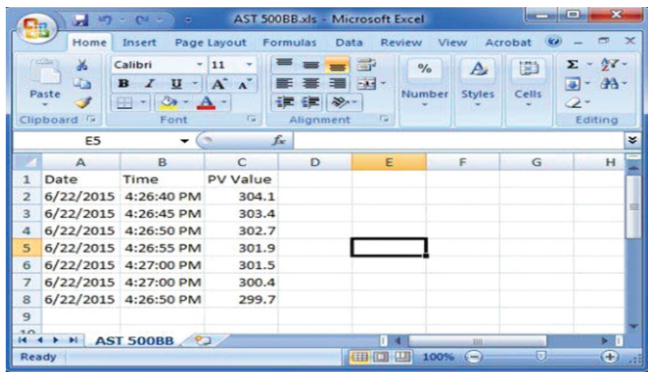 AST 500BB.xls - Microsoft Excel
Home Insert Page Layout Formulas Data Review View Acrobat
Paste
Calibri 11
B I U A A
A
%
Number
Styles
Cells
Σ
Clipboard Font Alignment Editing
E5 fx
A B C D E F G H
1 Date Time PV Value
2 6/22/2015 4:26:40 PM 304.1
3 6/22/2015 4:26:45 PM 303.4
4 6/22/2015 4:26:50 PM 302.7
5 6/22/2015 4:26:55 PM 301.9
6 6/22/2015 4:27:00 PM 301.5
7 6/22/2015 4:27:00 PM 300.4
8 6/22/2015 4:26:50 PM 299.7
9
10
AST 500BB
Ready 100%